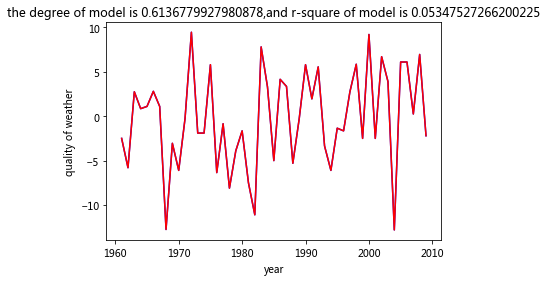 the degree of model is 0.6136779927980878,and r-square of model is 0.05347527266200225
10
5
0
−5
−10
quality of weather
1960 1970 1980 1990 2000 2010
year